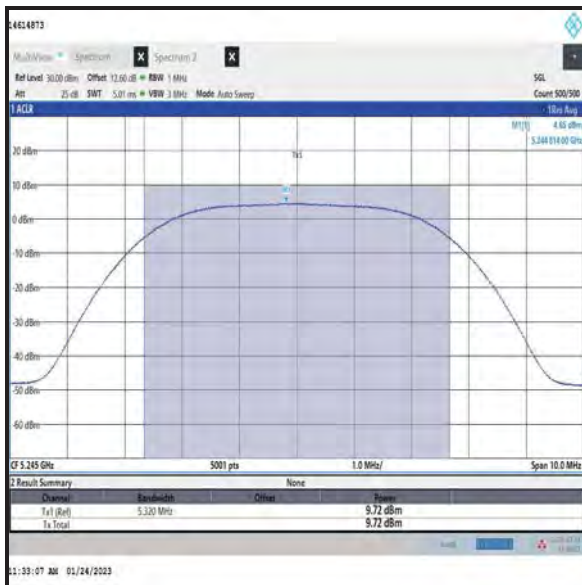 14614873
MultiView Spectrum X Spectrum 2 X
Ref Level 30.00 dBm Offset 12.60 dB RBW 1 MHz SGL
Att 25 dB SWT 5.01 ms VBW 3 MHz Mode Auto Sweep Count 500/500
1 ACLR 1Rm Avg
M1[1] 4.65 dBm
5.244 814 00 GHz
20 dBm
Tx1
10 dBm
M1
0 dBm
-10 dBm
-20 dBm
-30 dBm
-40 dBm
-50 dBm
-60 dBm
CF 5.245 GHz 5001 pts 1.0 MHz/ Span 10.0 MHz
2 Result Summary None
Channel Bandwidth Offset Power
Tx1 (Ref) 5.320 MHz 9.72 dBm
Tx Total 9.72 dBm
11:33:07 AM 01/24/2023